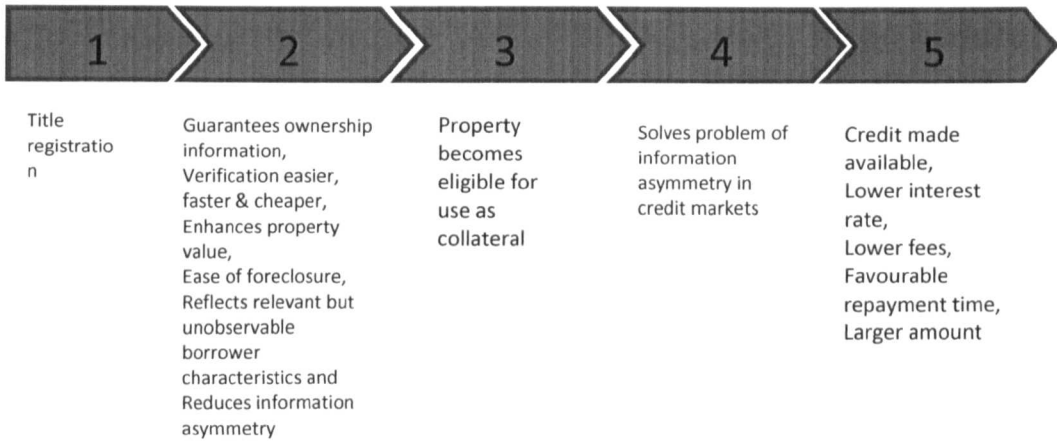 1
2
3
4
5
Title
registratio
n
Guarantees ownership
information,
Verification easier,
faster & cheaper,
Enhances property
value,
Ease of foreclosure,
Reflects relevant but
unobservable
borrower
characteristics and
Reduces information
asymmetry
Property
becomes
eligible for
use as
collateral
Solves problem of
information
asymmetry in
credit markets
Credit made
available,
Lower interest
rate,
Lower fees,
Favourable
repayment time,
Larger amount